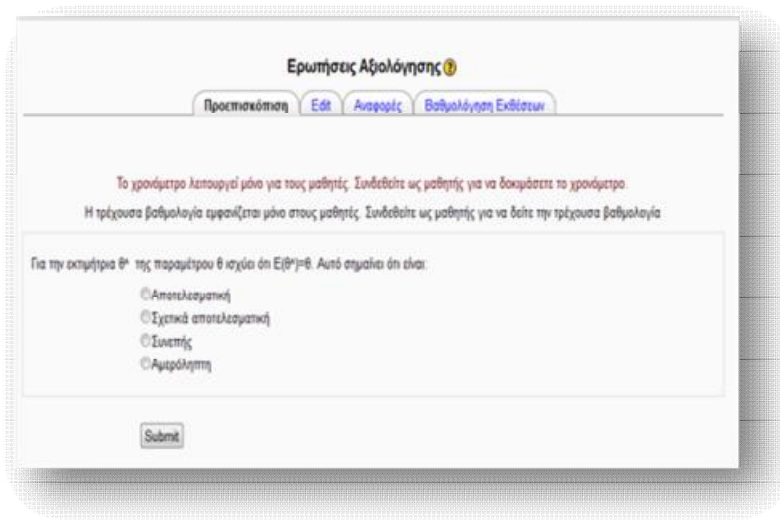 Ερωτήσεις Αξιολόγησης ?
Προεπισκόπιση Edit Αναφορές Βαθμολόγηση Εκθέσεων
Το χρονόμετρο λειτουργεί μόνο για τους μαθητές. Συνδεθείτε ως μαθητής για να δοκιμάσετε το χρονόμετρο.
Η τρέχουσα βαθμολογία εμφανίζεται μόνο στους μαθητές. Συνδεθείτε ως μαθητής για να δείτε την τρέχουσα βαθμολογία
Για την εκτιμήτρια θ^ της παραμέτρου θ ισχύει ότι E(θ^)=θ. Αυτό σημαίνει ότι είναι:
Αποτελεσματική
Σχετικά αποτελεσματική
Συνεπής
Αμερόληπτη
Submit